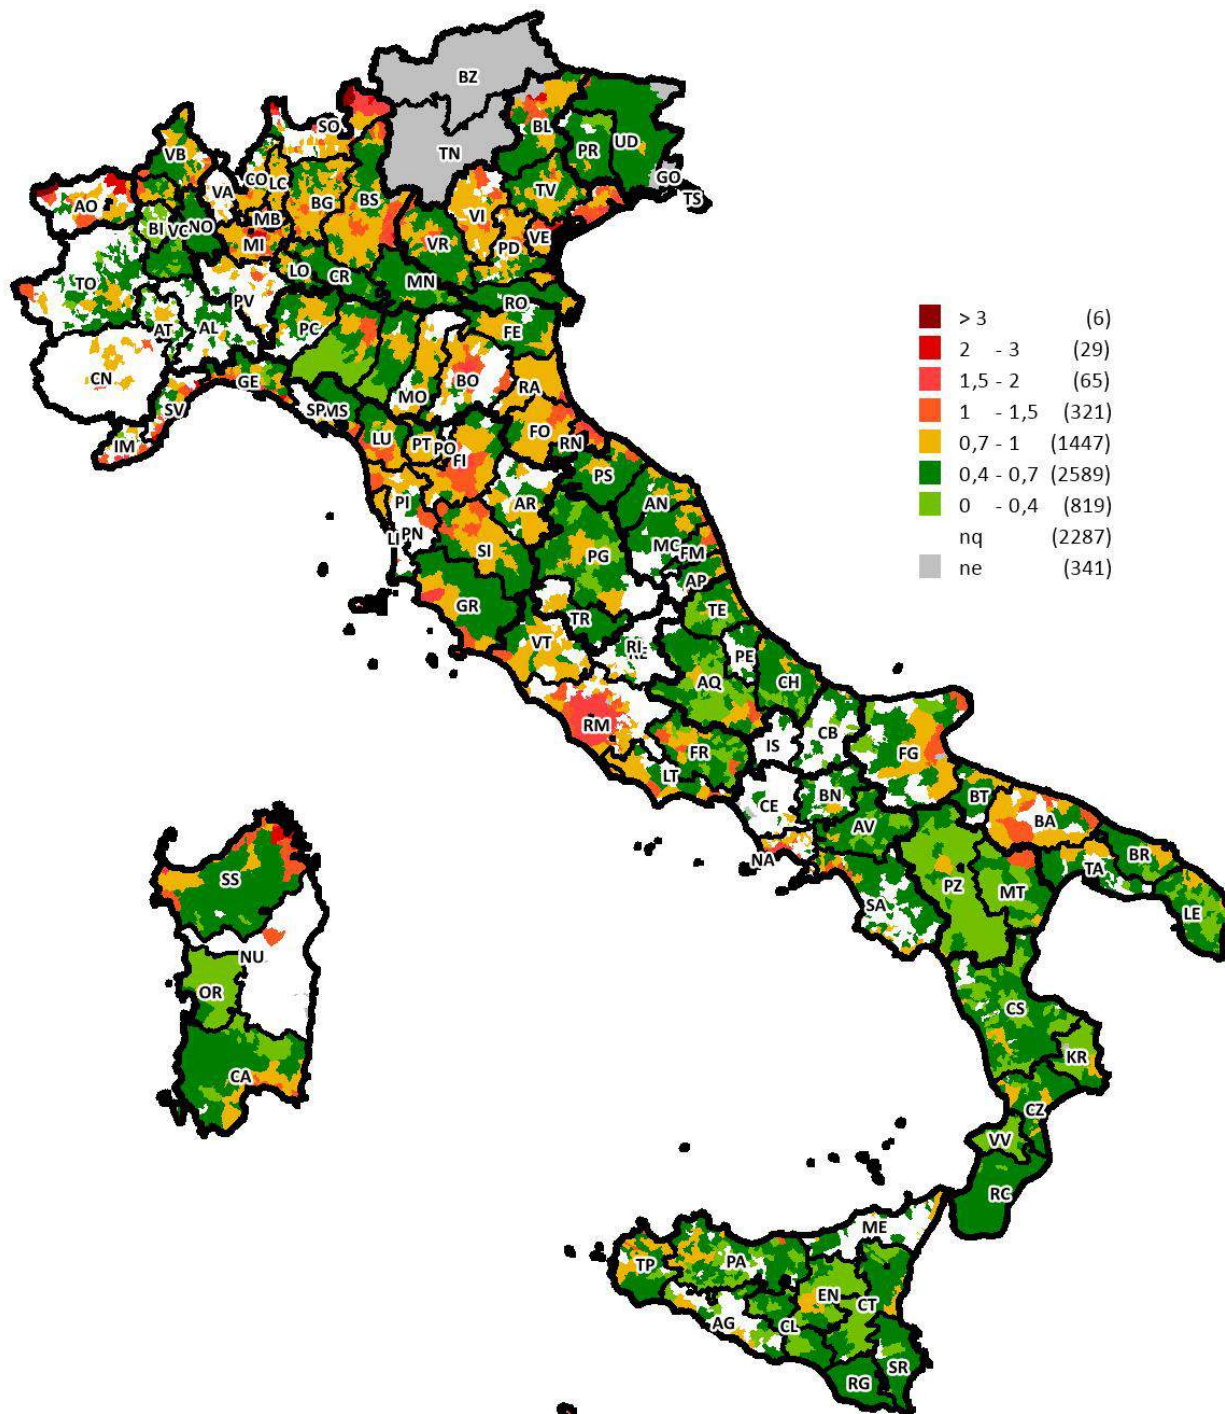 BZ
SO
BL
VB
TN
PR
UD
VA
CO
LC
GO
AO
BG
BS
TV
TS
MB
VI
BI
VC
NO
MI
VE
VR
PD
LO
CR
TO
MN
PV
RO
AT
AL
PC
FE
> 3 (6)
2 - 3 (29)
1,5 - 2 (65)
1 - 1,5 (321)
0,7 - 1 (1447)
0,4 - 0,7 (2589)
0 - 0,4 (819)
nq (2287)
ne (341)
CN
GE
BO
RA
MO
SV
SP
MS
IM
LU
PT
PO
FI
FO
RN
PS
PI
AR
AN
LI
PN
SI
PG
MC
FM
AP
GR
TR
TE
VT
RI
PE
AQ
CH
RM
CB
IS
FR
FG
LT
CE
BN
BT
BA
AV
NA
BR
TA
SS
PZ
MT
SA
LE
NU
OR
CS
KR
CA
CZ
VV
RC
ME
TP
PA
EN
CT
AG
CL
SR
RG